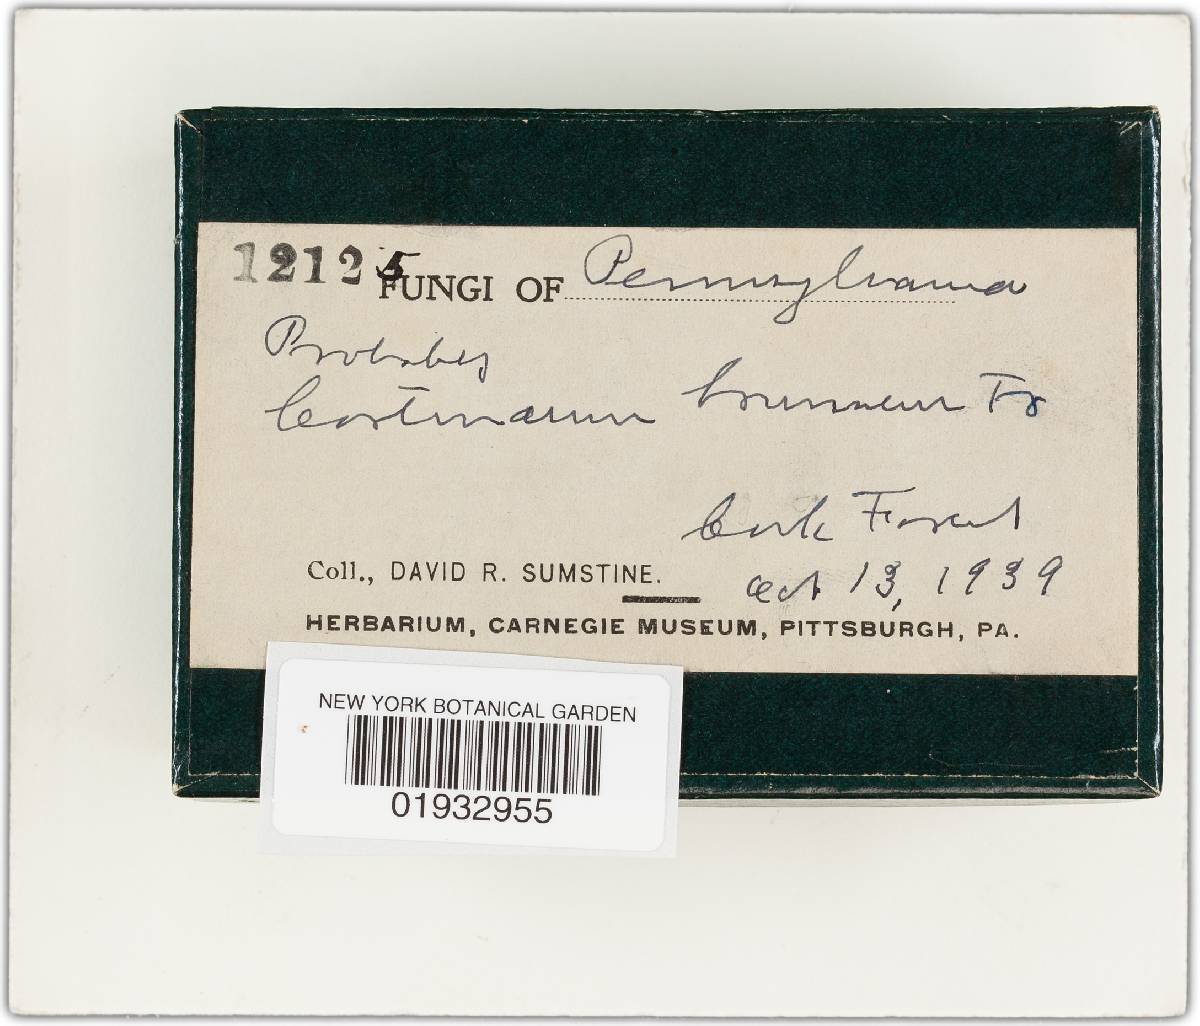 12125 FUNGI OF Pennsylvania
Probably
Cortinarium brunneum Fr
Cook Forest
Coll., DAVID R. SUMSTINE. Oct 13, 1939
HERBARIUM, CARNEGIE MUSEUM, PITTSBURGH, PA.
NEW YORK BOTANICAL GARDEN
01932955